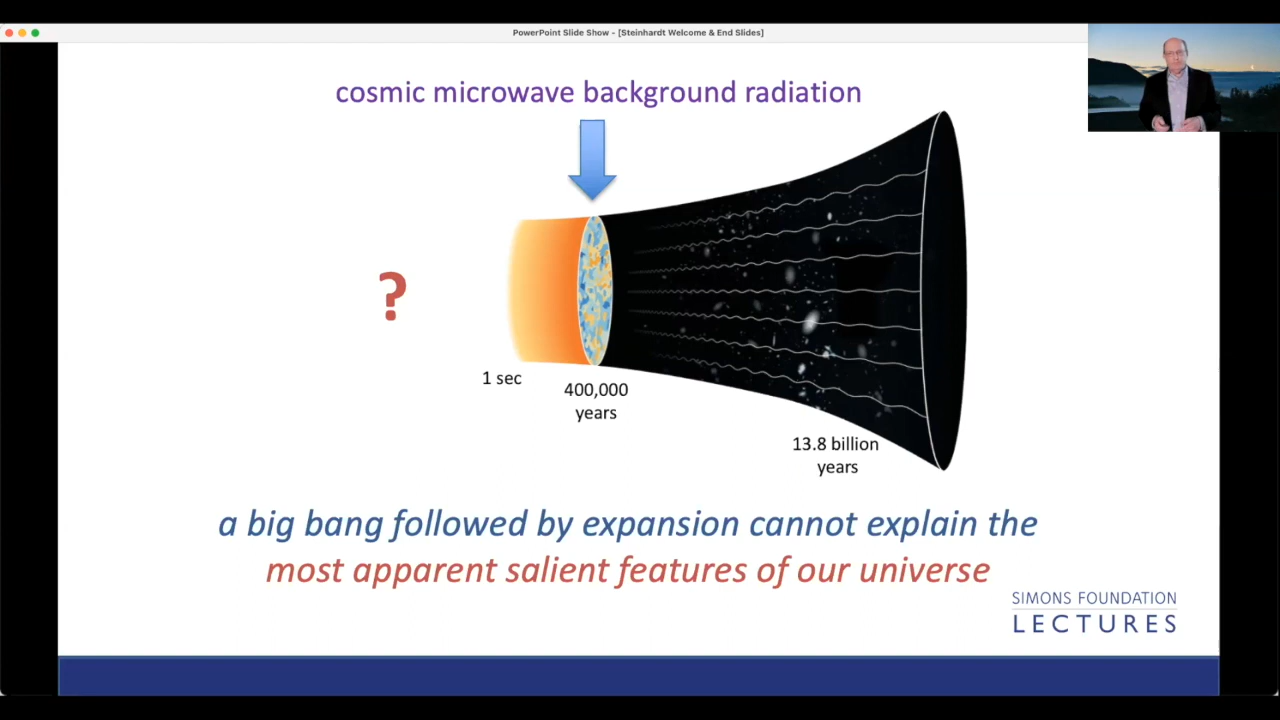 PowerPoint Slide Show - [Steinhardt Welcome & End Slides]
cosmic microwave background radiation
?
1 sec
400,000
years
13.8 billion
years
a big bang followed by expansion cannot explain the
most apparent salient features of our universe
SIMONS FOUNDATION
LECTURES